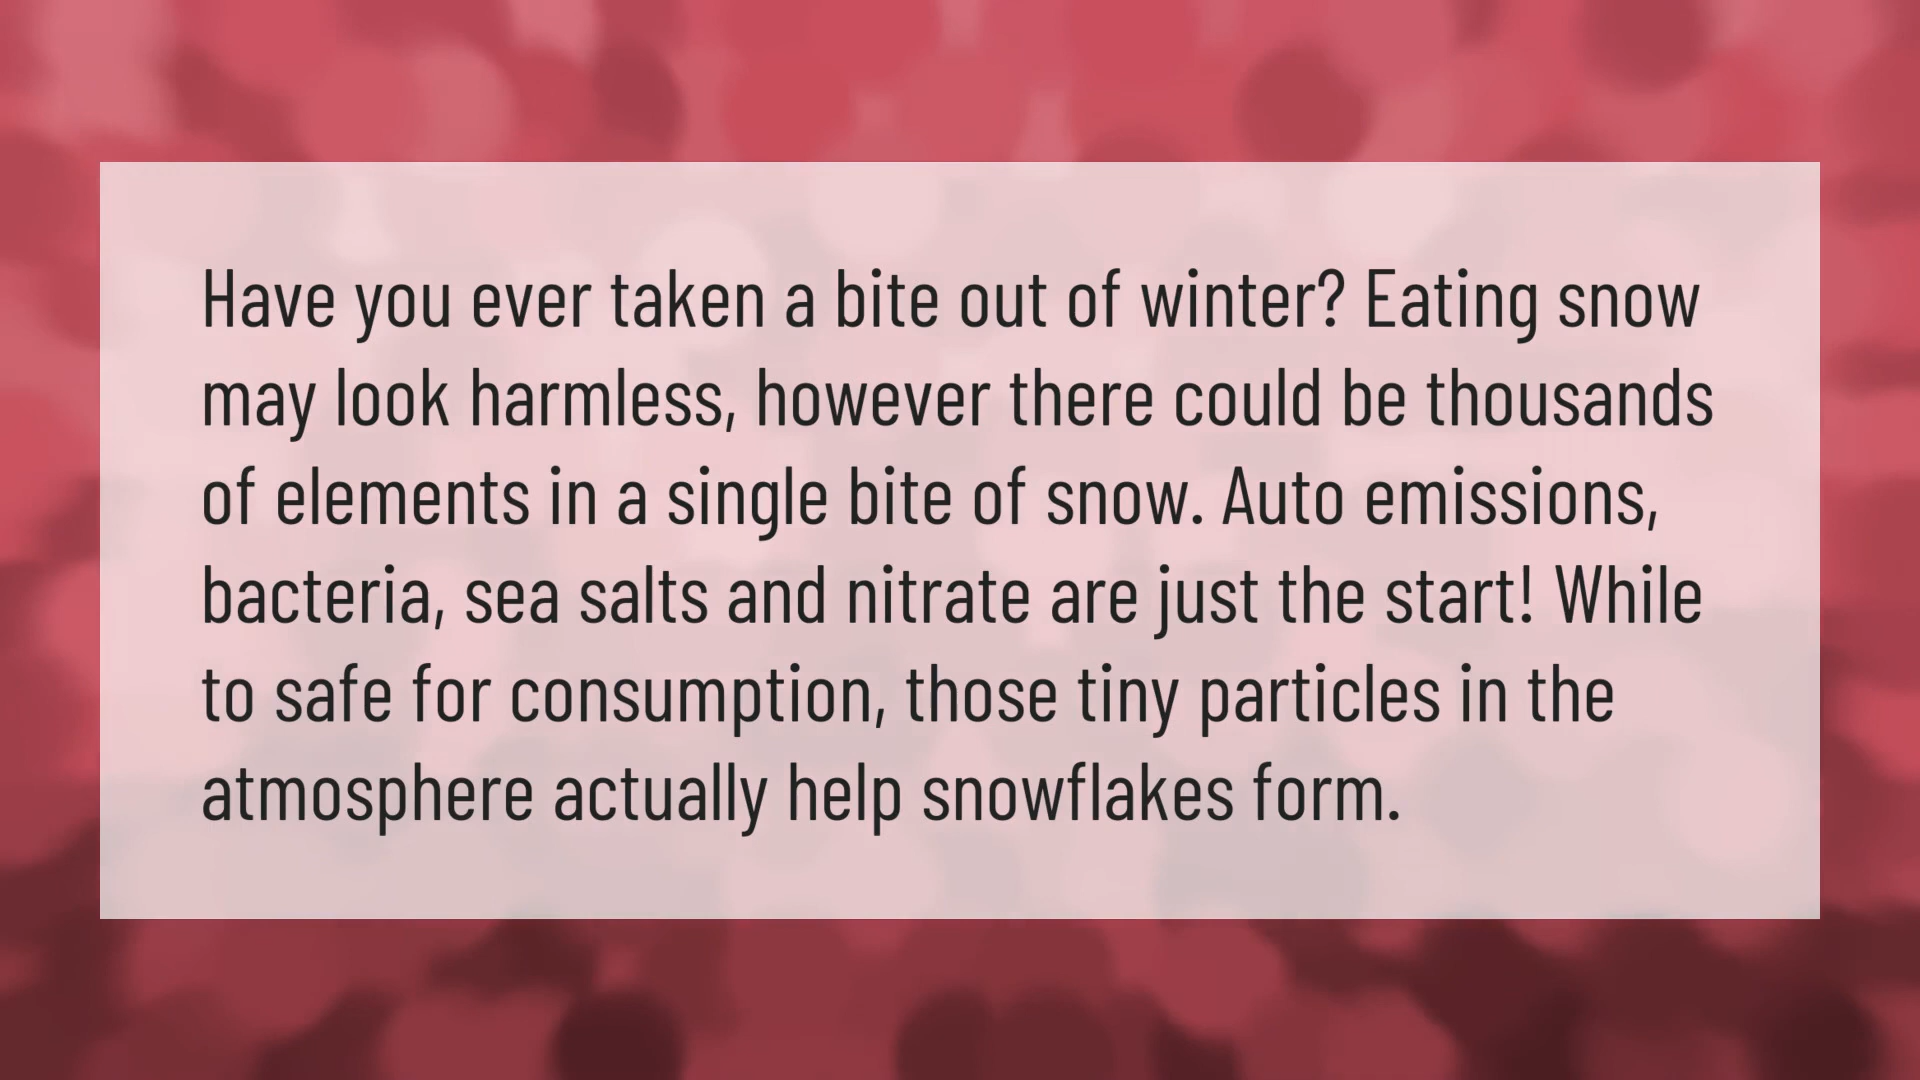 Have you ever taken a bite out of winter? Eating snow
may look harmless, however there could be thousands
of elements in a single bite of snow. Auto emissions,
bacteria, sea salts and nitrate are just the start! While
to safe for consumption, those tiny particles in the
atmosphere actually help snowflakes form.